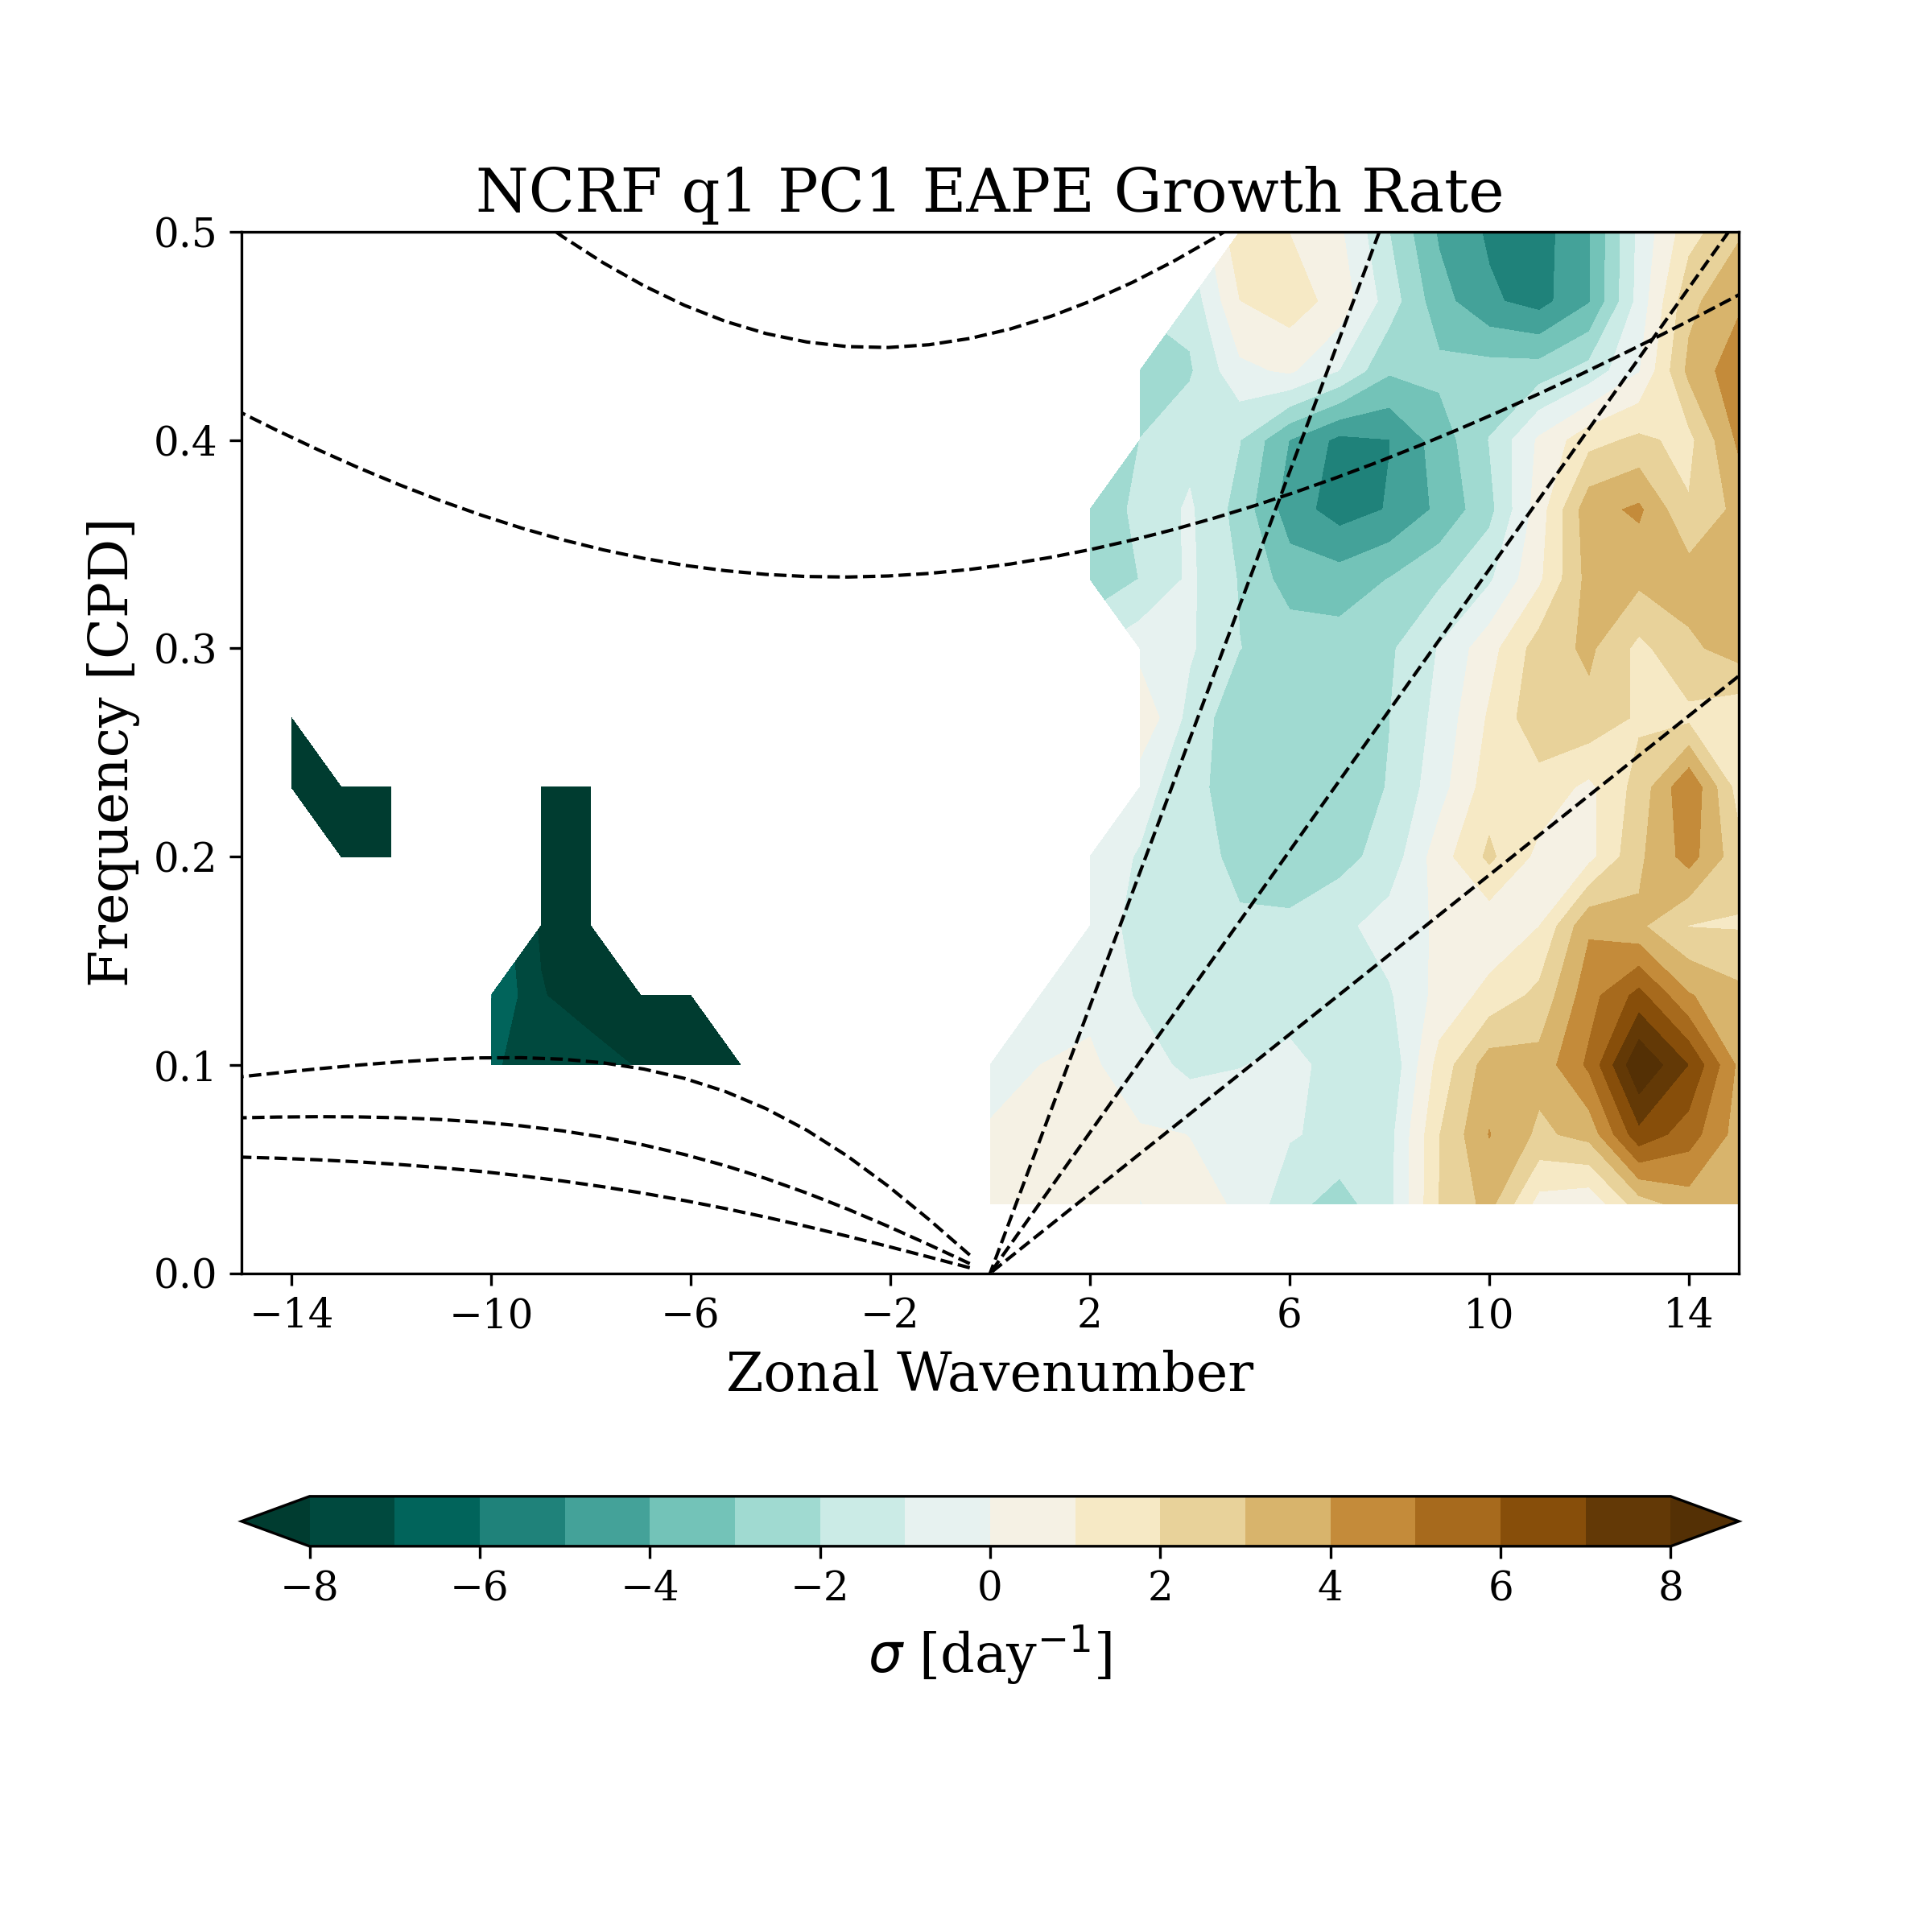 NCRF q1 PC1 EAPE Growth Rate
0.5
0.4
0.3
0.2
0.1
0.0
Frequency [CPD]
−14 −10 −6 −2 2 6 10 14
Zonal Wavenumber
−8 −6 −4 −2 0 2 4 6 8
σ [day⁻¹]